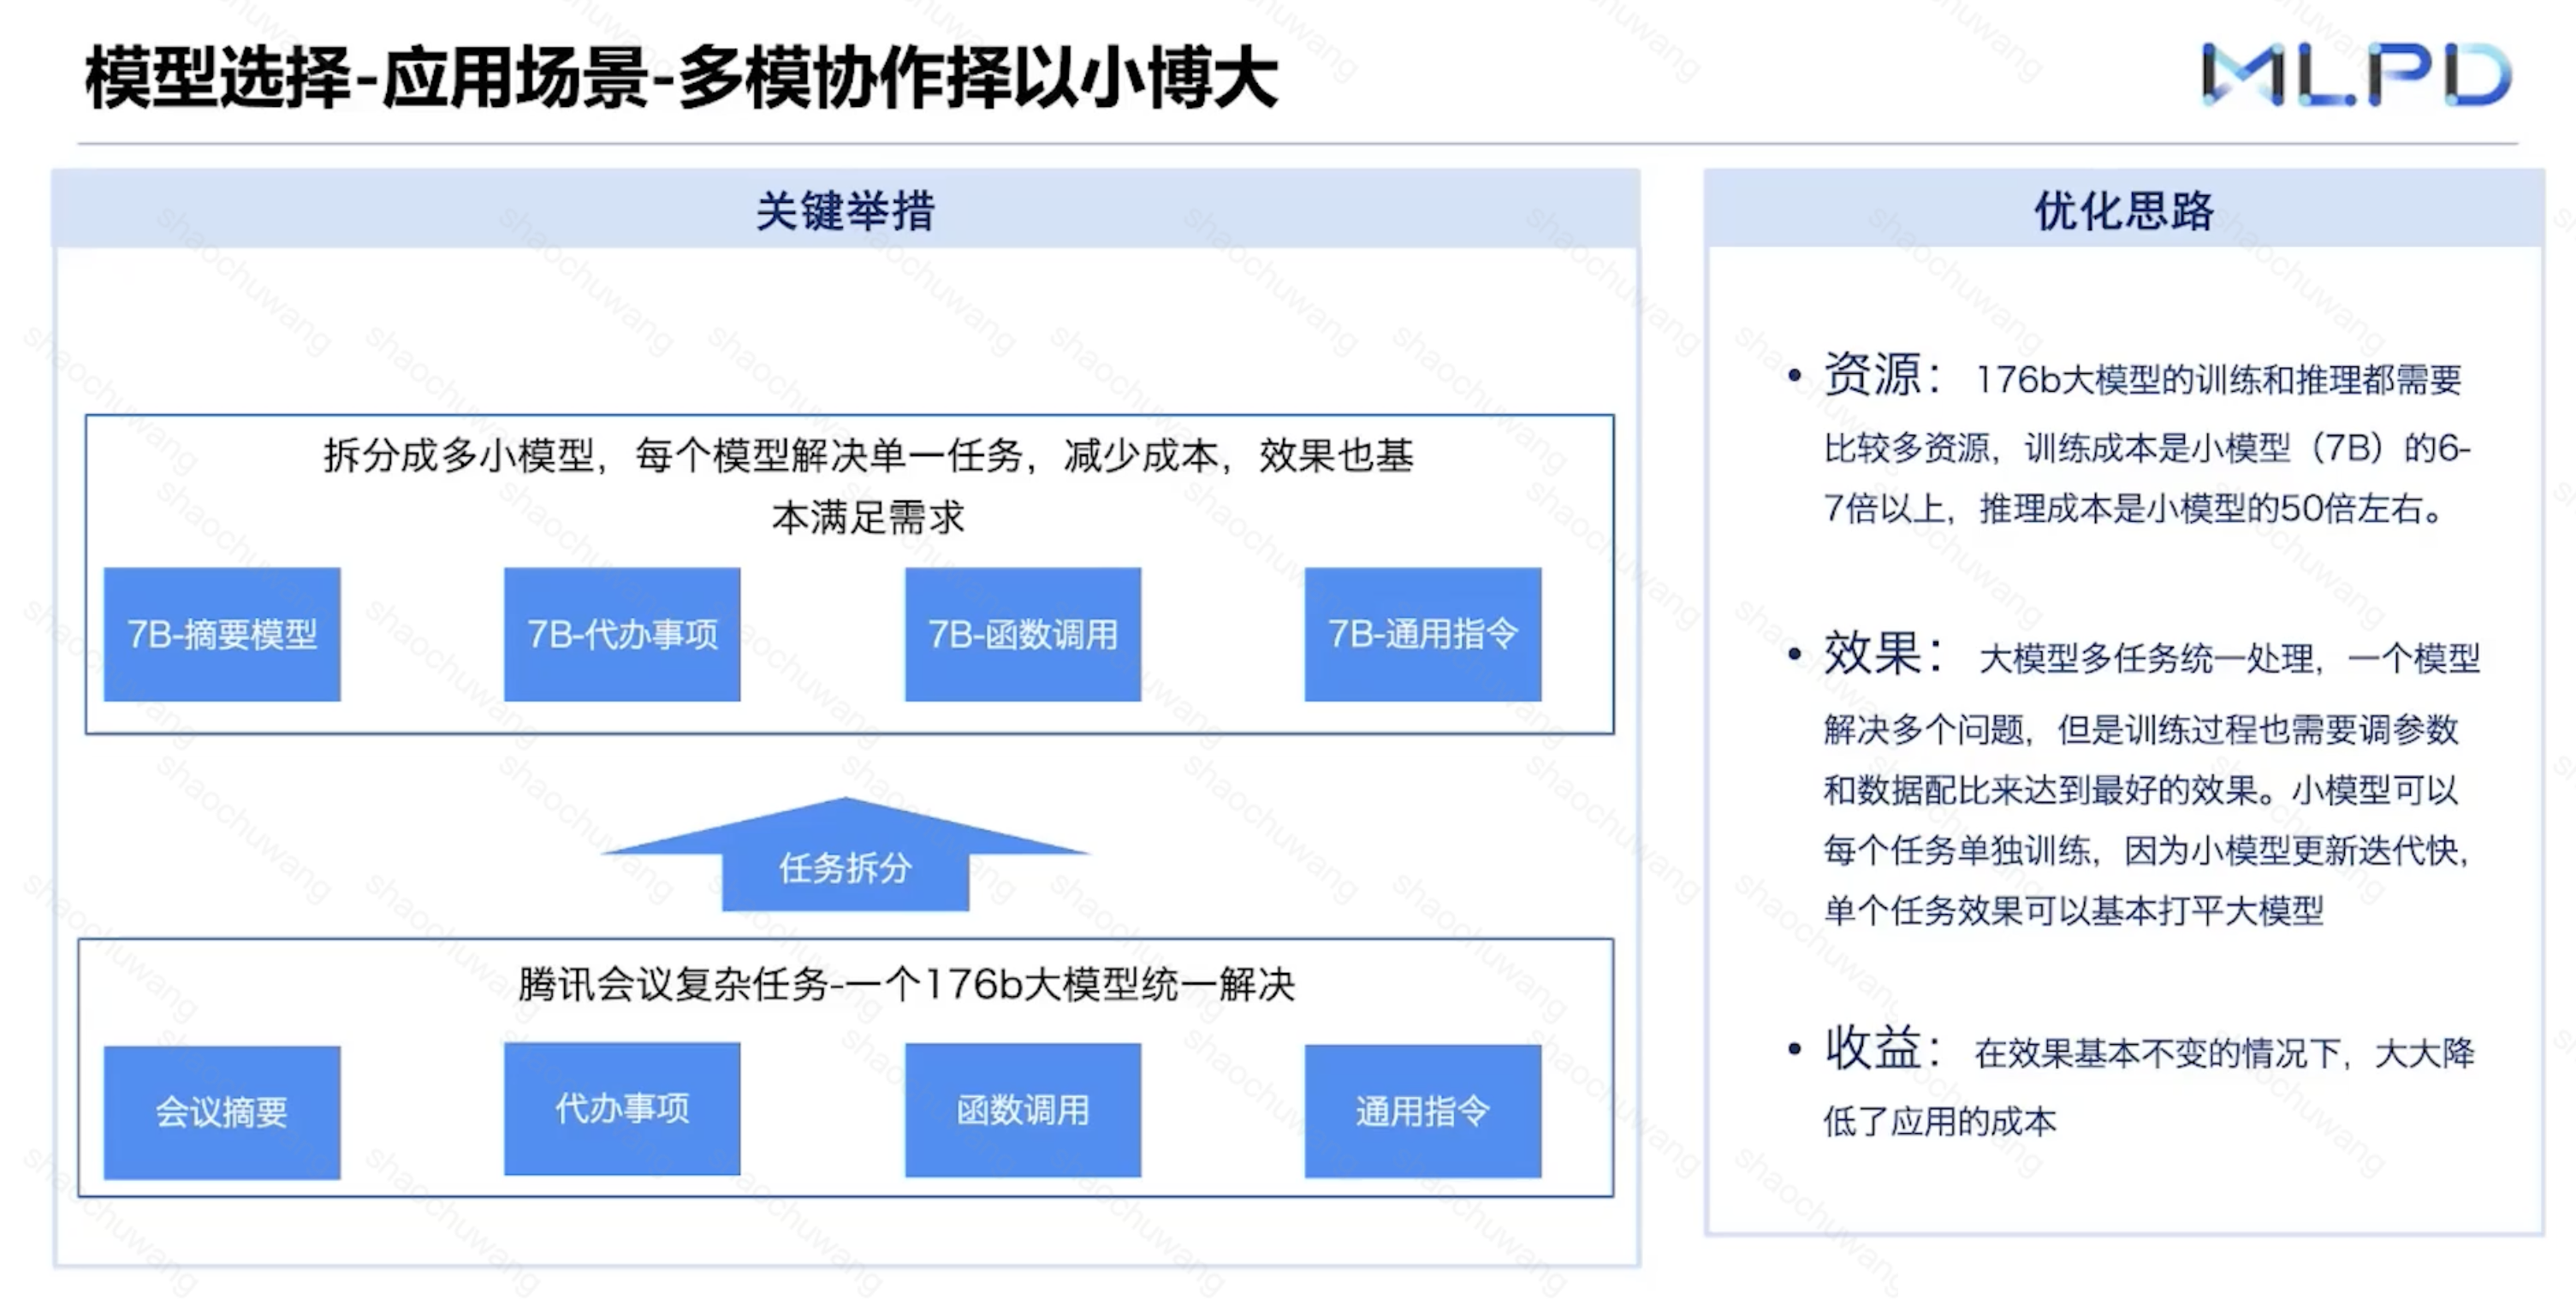 模型选择-应用场景-多模协作择以小博大
MLPD
关键举措
拆分成多小模型，每个模型解决单一任务，减少成本，效果也基
本满足需求
7B-摘要模型
7B-代办事项
7B-函数调用
7B-通用指令
任务拆分
腾讯会议复杂任务-一个176b大模型统一解决
会议摘要
代办事项
函数调用
通用指令
优化思路
• 资源： 176b大模型的训练和推理都需要
比较多资源，训练成本是小模型（7B）的6-
7倍以上，推理成本是小模型的50倍左右。
• 效果： 大模型多任务统一处理，一个模型
解决多个问题，但是训练过程也需要调参数
和数据配比来达到最好的效果。小模型可以
每个任务单独训练，因为小模型更新迭代快，
单个任务效果可以基本打平大模型
• 收益： 在效果基本不变的情况下，大大降
低了应用的成本
shaochuwang